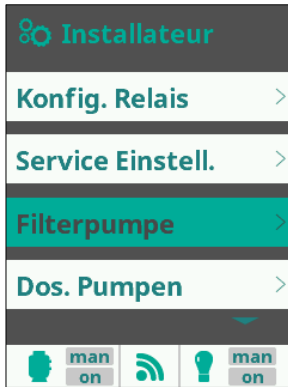 Installateur
Konfig. Relais
Service Einstell.
Filterpumpe
Dos. Pumpen
man man
on on